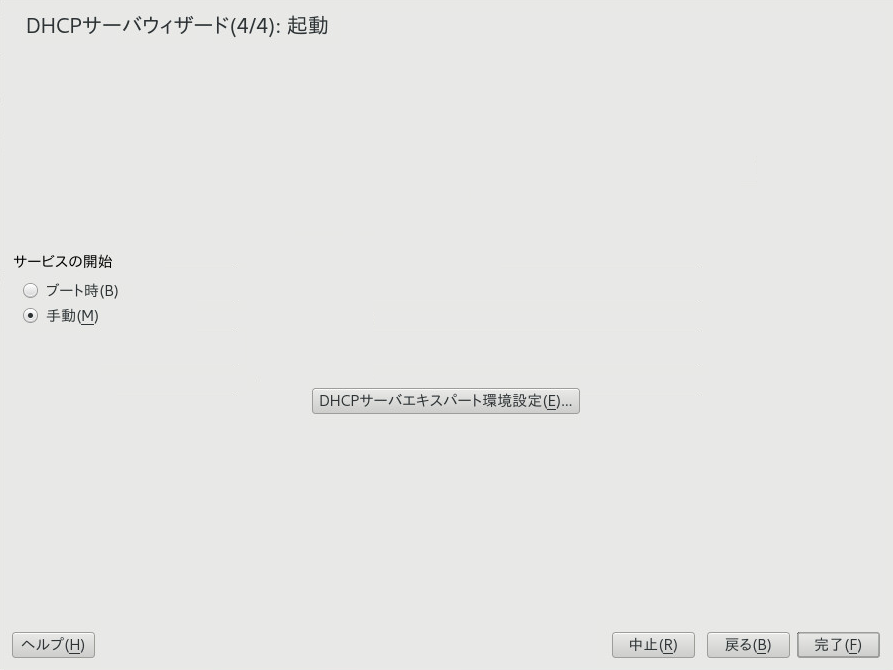 DHCPサーバウィザード(4/4): 起動
サービスの開始
ブート時(B)
手動(M)
DHCPサーバエキスパート環境設定(E)...
ヘルプ(H)
中止(R)
戻る(B)
完了(F)